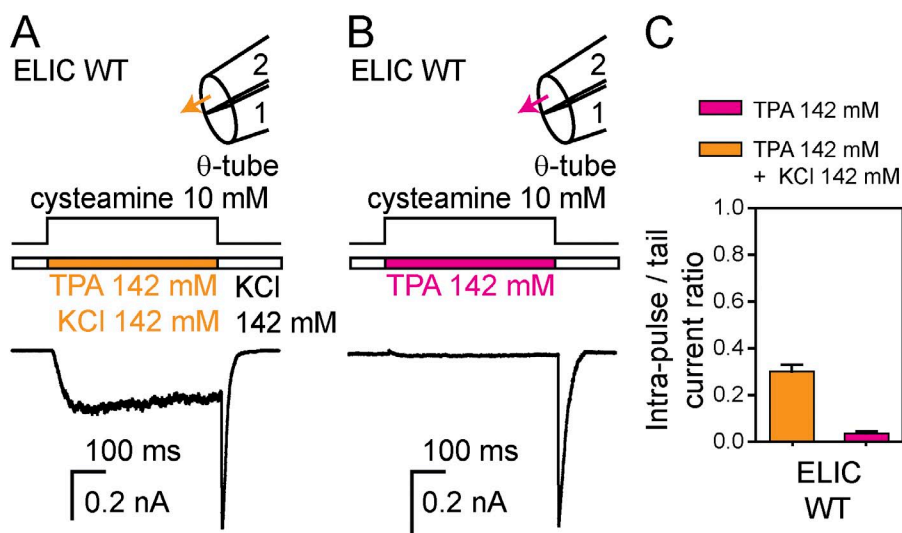 A
ELIC WT
2
1
θ-tube
cysteamine 10 mM
TPA 142 mM
KCl 142 mM
KCl
142 mM
100 ms
0.2 nA
B
ELIC WT
2
1
θ-tube
cysteamine 10 mM
TPA 142 mM
100 ms
0.2 nA
C
TPA 142 mM
TPA 142 mM
+ KCl 142 mM
Intra-pulse / tail
current ratio
1.0
0.8
0.6
0.4
0.2
0.0
ELIC
WT